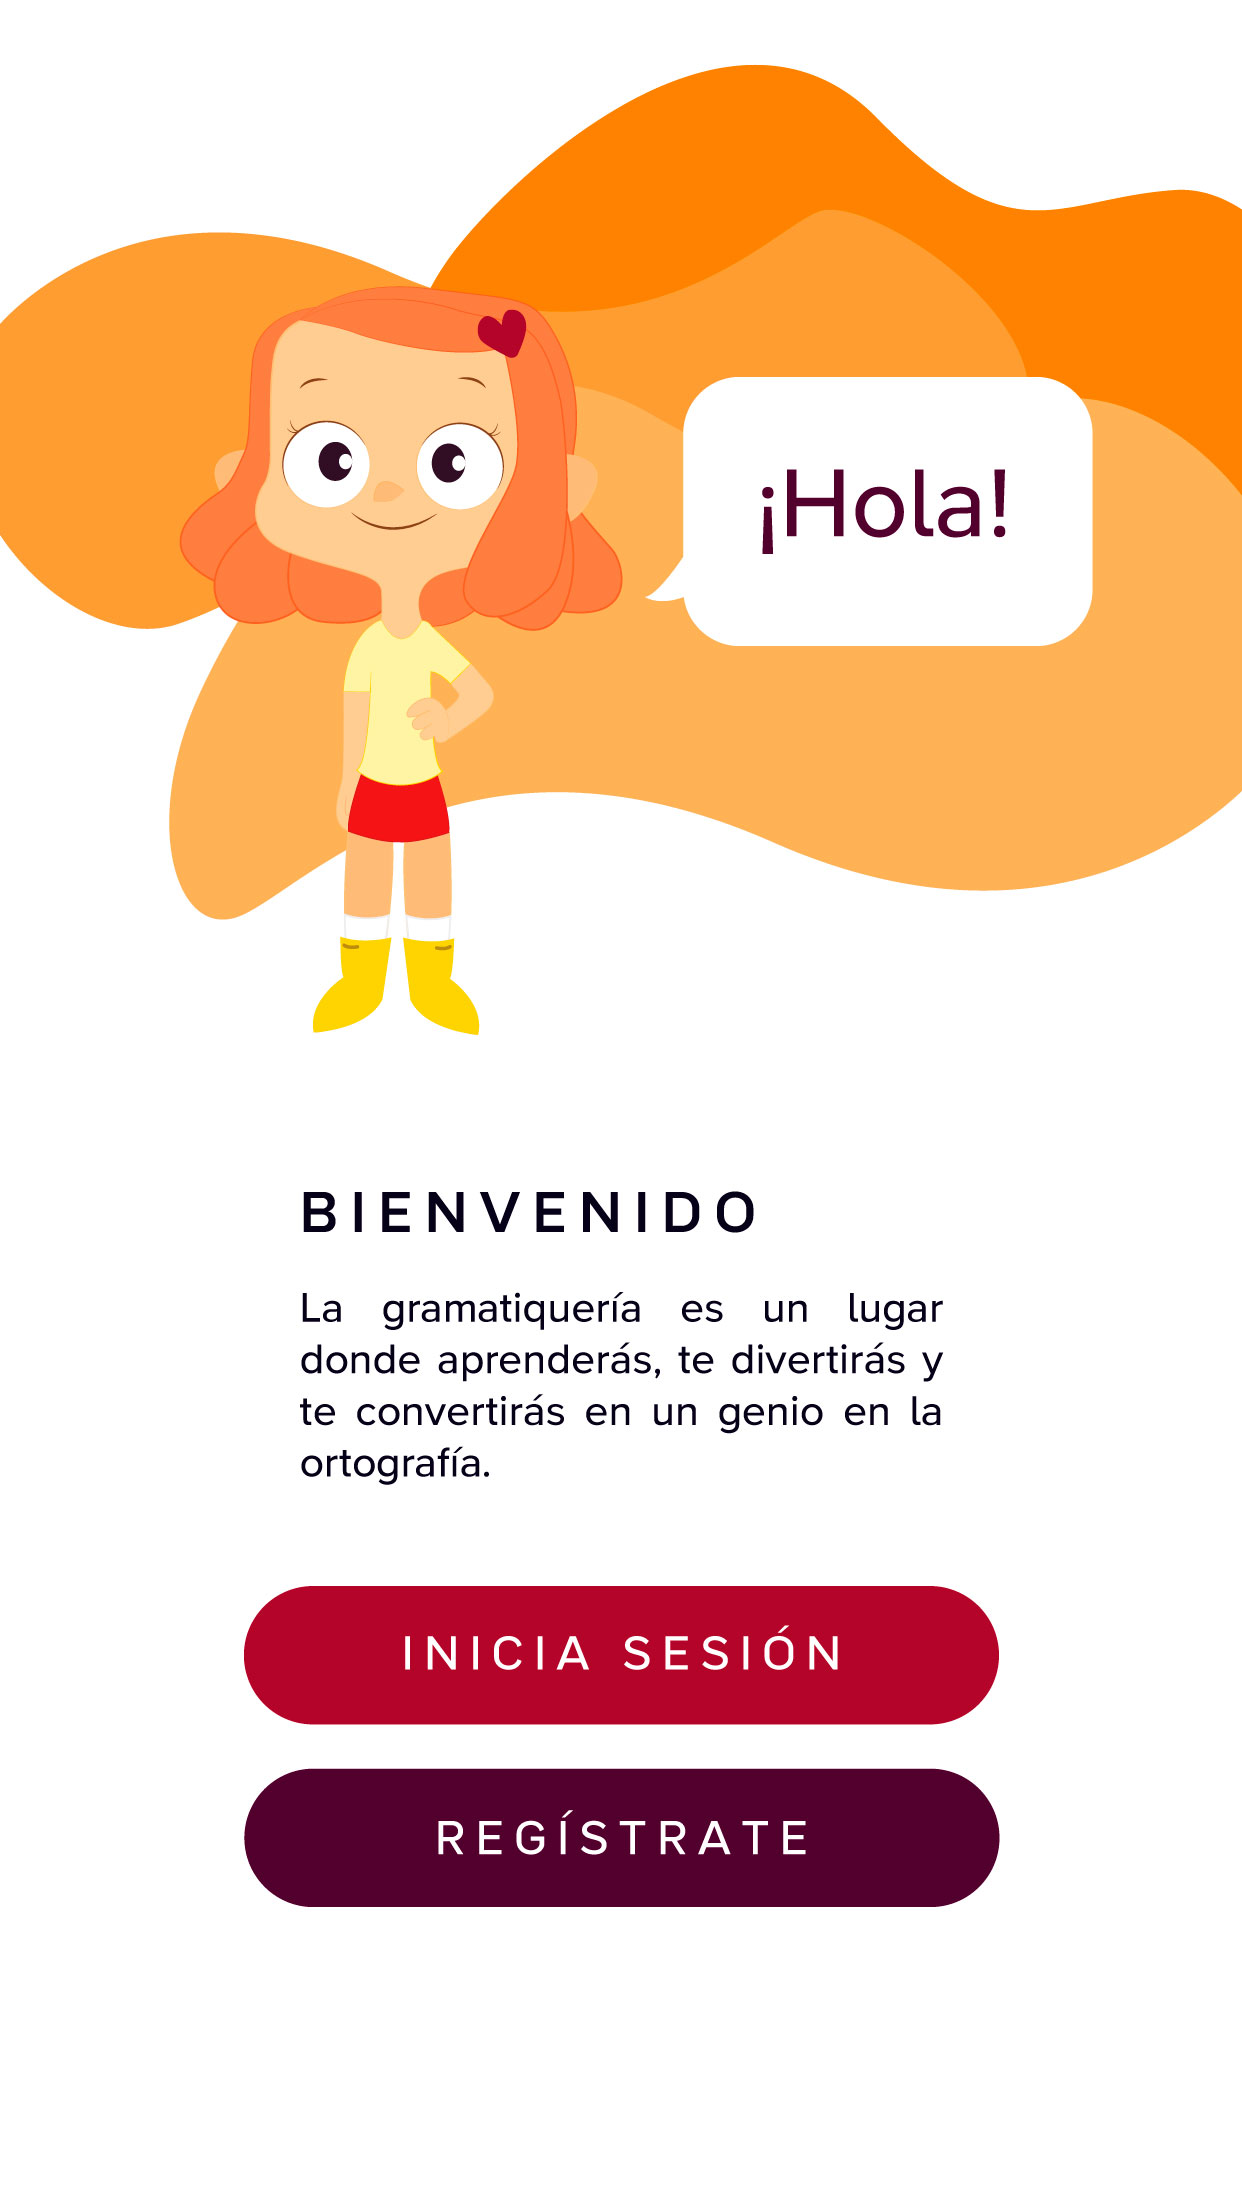 ¡Hola!
BIENVENIDO
La gramatiquería es un lugar
donde aprenderás, te divertirás y
te convertirás en un genio en la
ortografía.
INICIA SESIÓN
REGÍSTRATE